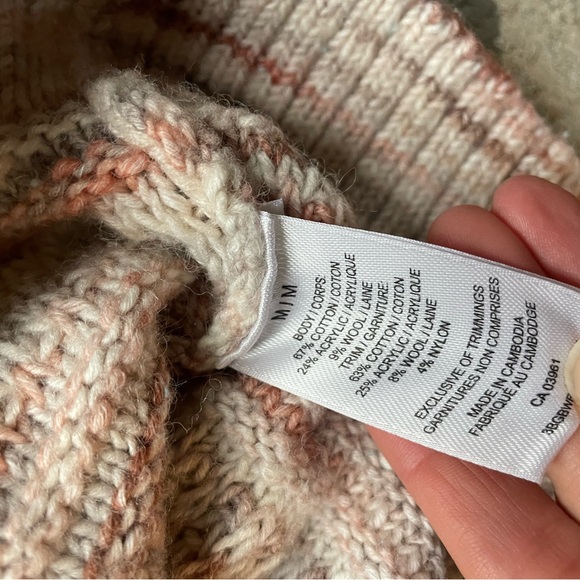 M / M
BODY / CORPS:
67% COTTON / COTON
24% ACRYLIC / ACRYLIQUE
9% WOOL / LAINE
TRIM / GARNITURE:
63% COTTON / COTON
25% ACRYLIC / ACRYLIQUE
8% WOOL / LAINE
4% NYLON
EXCLUSIVE OF TRIMMINGS
GARNITURES NON COMPRISES
MADE IN CAMBODIA
FABRIQUE AU CAMBODGE
CA 03961